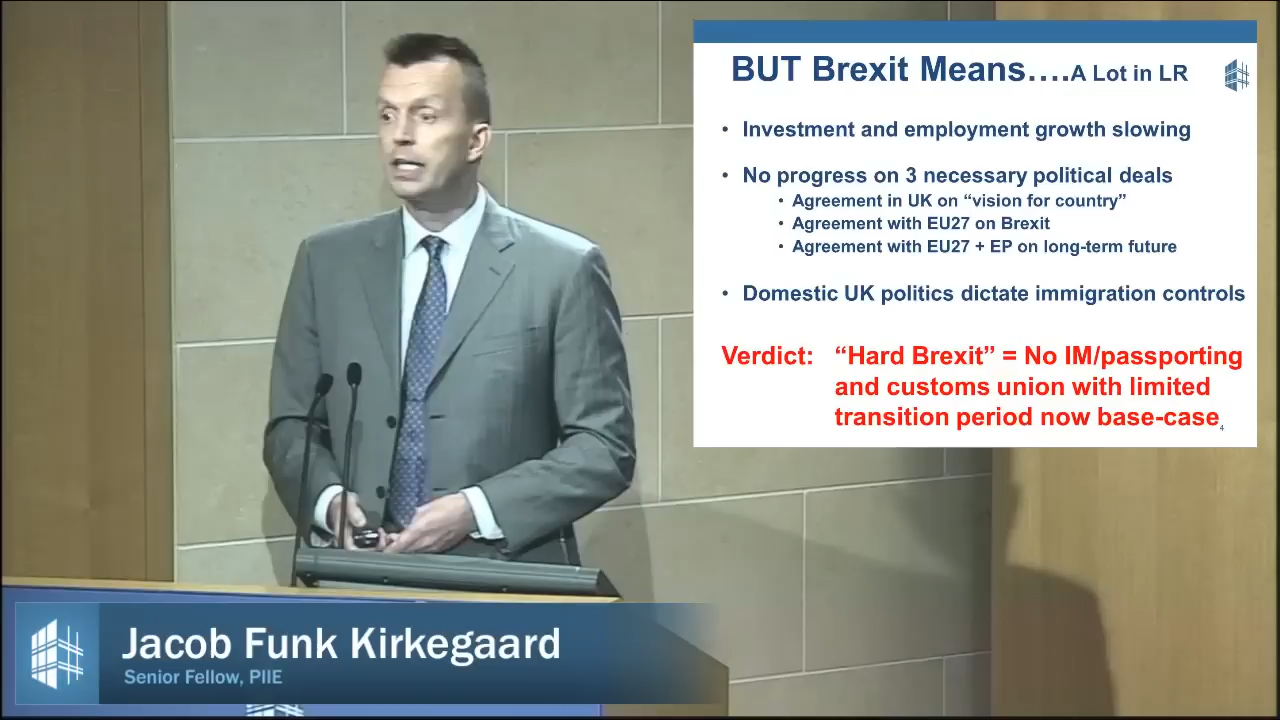 BUT Brexit Means….A Lot in LR
• Investment and employment growth slowing
• No progress on 3 necessary political deals
• Agreement in UK on “vision for country”
• Agreement with EU27 on Brexit
• Agreement with EU27 + EP on long-term future
• Domestic UK politics dictate immigration controls
Verdict: “Hard Brexit” = No IM/passporting
and customs union with limited
transition period now base-case
4
Jacob Funk Kirkegaard
Senior Fellow, PIIE